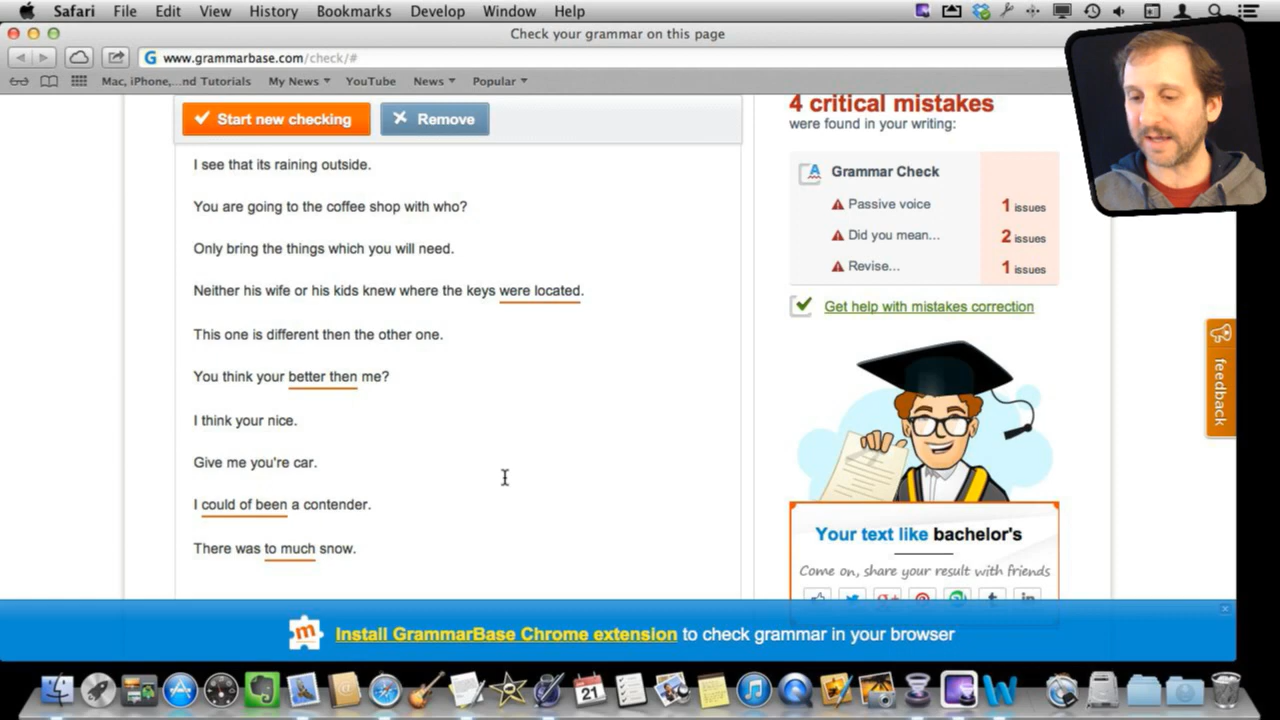 Safari File Edit View History Bookmarks Develop Window Help
Check your grammar on this page
www.grammarbase.com/check/#
Mac, iPhone,...nd Tutorials My News YouTube News Popular
Start new checking Remove
I see that its raining outside.
You are going to the coffee shop with who?
Only bring the things which you will need.
Neither his wife or his kids knew where the keys were located.
This one is different then the other one.
You think your better then me?
I think your nice.
Give me you're car.
I could of been a contender.
There was to much snow.
4 critical mistakes
were found in your writing:
Grammar Check
Passive voice 1 issues
Did you mean... 2 issues
Revise... 1 issues
Get help with mistakes correction
feedback
Your text like bachelor's
Come on, share your result with friends
Install GrammarBase Chrome extension to check grammar in your browser
21